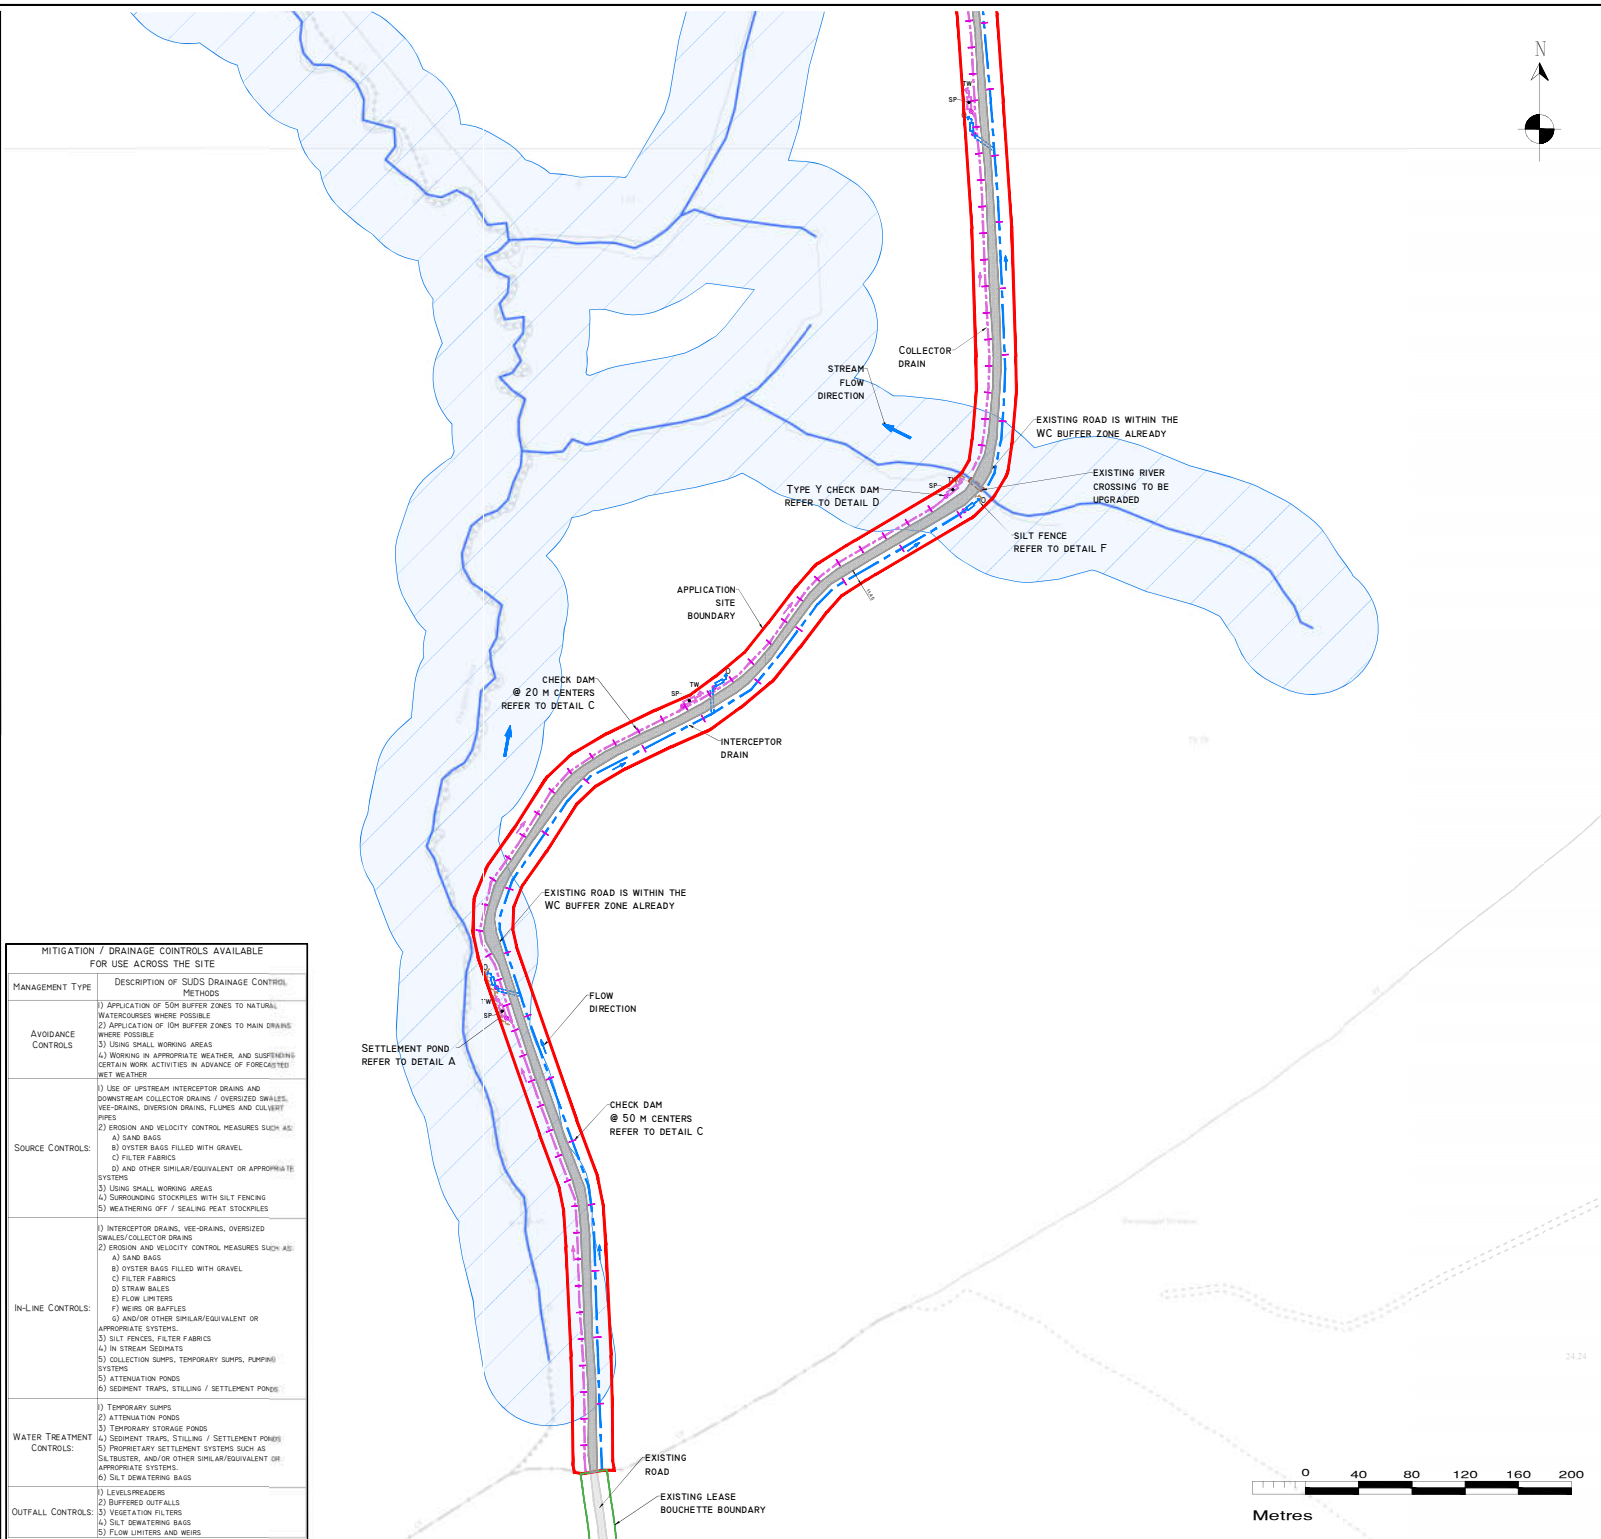 N
TW
SP
COLLECTOR
DRAIN
STREAM
FLOW
DIRECTION
EXISTING ROAD IS WITHIN THE
WC BUFFER ZONE ALREADY
EXISTING RIVER
CROSSING TO BE
UPGRADED
SP
TYPE Y CHECK DAM
REFER TO DETAIL D
SILT FENCE
REFER TO DETAIL F
APPLICATION
SITE
BOUNDARY
CHECK DAM
@ 20 M CENTERS
REFER TO DETAIL C
TW
SP
INTERCEPTOR
DRAIN
EXISTING ROAD IS WITHIN THE
WC BUFFER ZONE ALREADY
TW
SP
FLOW
DIRECTION
SETTLEMENT POND
REFER TO DETAIL A
CHECK DAM
@ 50 M CENTERS
REFER TO DETAIL C
EXISTING
ROAD
EXISTING LEASE
BOUCHETTE BOUNDARY
24.24
0 40 80 120 160 200
Metres
MITIGATION / DRAINAGE COINTROLS AVAILABLE
FOR USE ACROSS THE SITE
MANAGEMENT TYPE
DESCRIPTION OF SUDS DRAINAGE CONTROL
METHODS
AVOIDANCE
CONTROLS
1) APPLICATION OF 50M BUFFER ZONES TO NATURAL
WATERCOURSES WHERE POSSIBLE
2) APPLICATION OF 10M BUFFER ZONES TO MAIN DRAINS
WHERE POSSIBLE
3) USING SMALL WORKING AREAS
4) WORKING IN APPROPRIATE WEATHER, AND SUSPENDING
CERTAIN WORK ACTIVITIES IN ADVANCE OF FORECASTED
WET WEATHER
SOURCE CONTROLS:
1) USE OF UPSTREAM INTERCEPTOR DRAINS AND
DOWNSTREAM COLLECTOR DRAINS / OVERSIZED SWALES,
VEE-DRAINS, DIVERSION DRAINS, FLUMES AND CULVERT
PIPES
2) EROSION AND VELOCITY CONTROL MEASURES SUCH AS:
A) SAND BAGS
B) OYSTER BAGS FILLED WITH GRAVEL
C) FILTER FABRICS
D) AND OTHER SIMILAR/EQUIVALENT OR APPROPRIATE
SYSTEMS
3) USING SMALL WORKING AREAS
4) SURROUNDING STOCKPILES WITH SILT FENCING
5) WEATHERING OFF / SEALING PEAT STOCKPILES
IN-LINE CONTROLS:
1) INTERCEPTOR DRAINS, VEE-DRAINS, OVERSIZED
SWALES/COLLECTOR DRAINS
2) EROSION AND VELOCITY CONTROL MEASURES SUCH AS:
A) SAND BAGS
B) OYSTER BAGS FILLED WITH GRAVEL
C) FILTER FABRICS
D) STRAW BALES
E) FLOW LIMITERS
F) WEIRS OR BAFFLES
G) AND/OR OTHER SIMILAR/EQUIVALENT OR
APPROPRIATE SYSTEMS.
3) SILT FENCES, FILTER FABRICS
4) IN STREAM SEDIMATS
5) COLLECTION SUMPS, TEMPORARY SUMPS, PUMPING
SYSTEMS
5) ATTENUATION PONDS
6) SEDIMENT TRAPS, STILLING / SETTLEMENT PONDS
WATER TREATMENT
CONTROLS:
1) TEMPORARY SUMPS
2) ATTENUATION PONDS
3) TEMPORARY STORAGE PONDS
4) SEDIMENT TRAPS, STILLING / SETTLEMENT PONDS
5) PROPRIETARY SETTLEMENT SYSTEMS SUCH AS
SILTBUSTER, AND/OR OTHER SIMILAR/EQUIVALENT OR
APPROPRIATE SYSTEMS.
6) SILT DEWATERING BAGS
OUTFALL CONTROLS:
1) LEVELSPREADERS
2) BUFFERED OUTFALLS
3) VEGETATION FILTERS
4) SILT DEWATERING BAGS
5) FLOW LIMITERS AND WEIRS